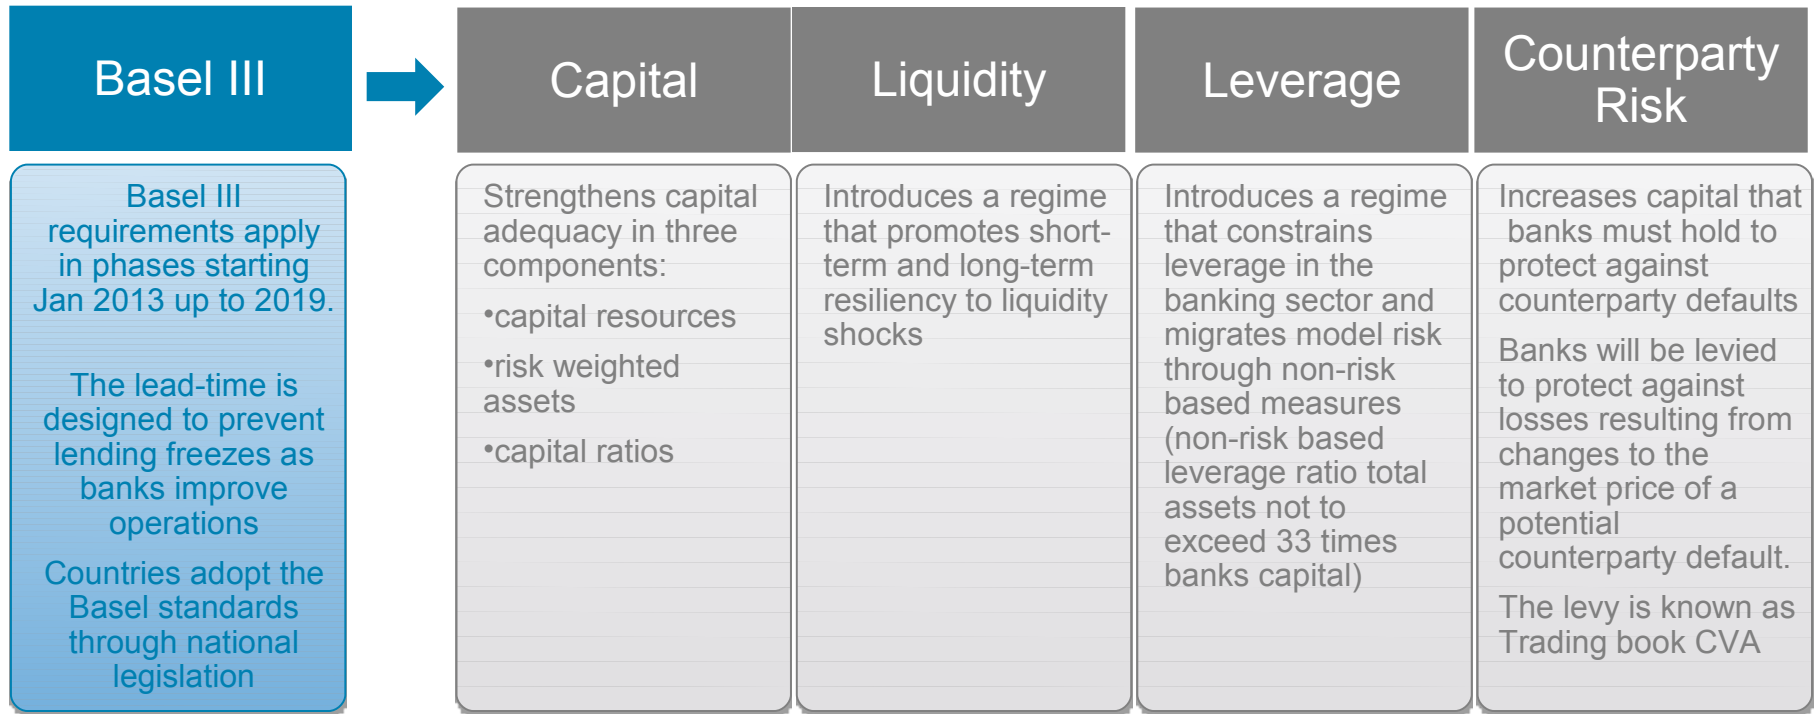 Basel III
Capital
Liquidity
Leverage
Counterparty
Risk
Basel III
requirements apply
in phases starting
Jan 2013 up to 2019.
The lead-time is
designed to prevent
lending freezes as
banks improve
operations
Countries adopt the
Basel standards
through national
legislation
Strengthens capital
adequacy in three
components:
•capital resources
•risk weighted
assets
•capital ratios
Introduces a regime
that promotes short-
term and long-term
resiliency to liquidity
shocks
Introduces a regime
that constrains
leverage in the
banking sector and
migrates model risk
through non-risk
based measures
(non-risk based
leverage ratio total
assets not to
exceed 33 times
banks capital)
Increases capital that
banks must hold to
protect against
counterparty defaults
Banks will be levied
to protect against
losses resulting from
changes to the
market price of a
potential
counterparty default.
The levy is known as
Trading book CVA